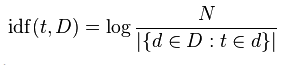 idf(t, D) = log N / |{d ∈ D : t ∈ d}|